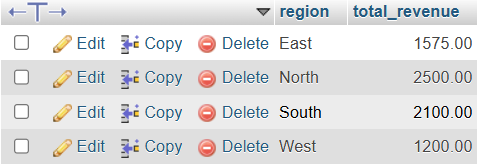 region total_revenue
Edit Copy Delete East 1575.00
Edit Copy Delete North 2500.00
Edit Copy Delete South 2100.00
Edit Copy Delete West 1200.00